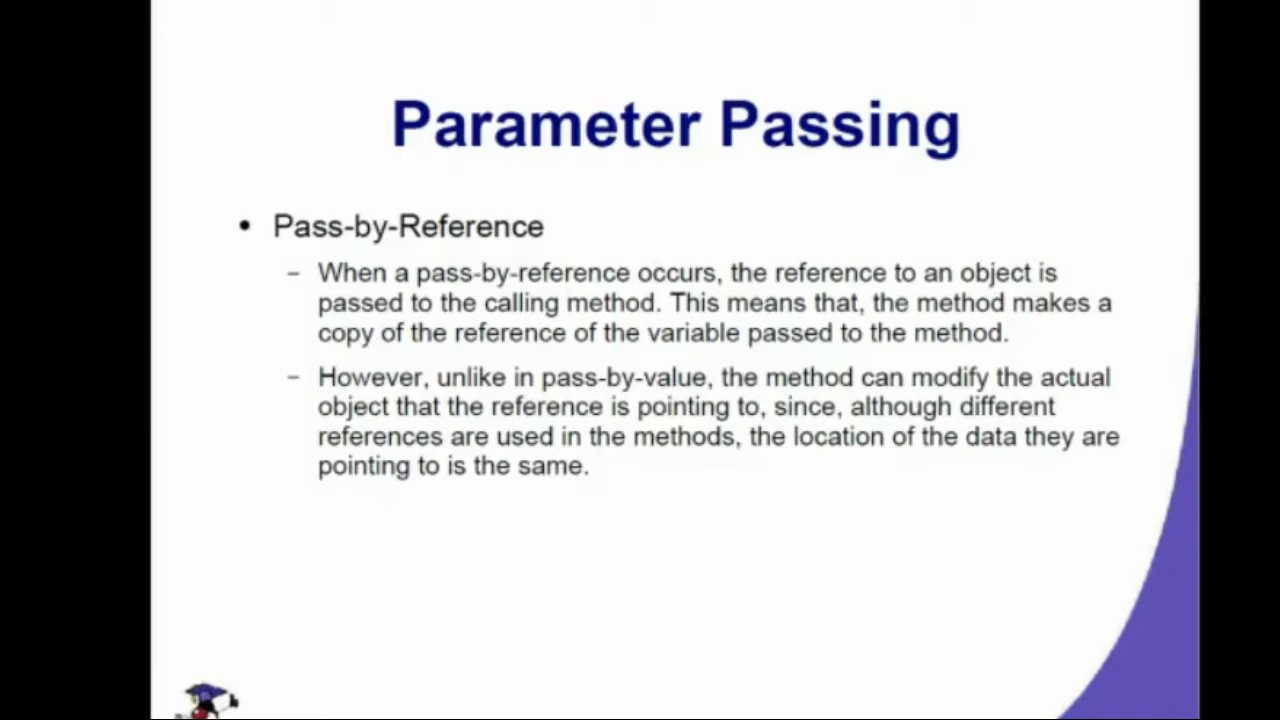 Parameter Passing
• Pass-by-Reference
– When a pass-by-reference occurs, the reference to an object is
passed to the calling method. This means that, the method makes a
copy of the reference of the variable passed to the method.
– However, unlike in pass-by-value, the method can modify the actual
object that the reference is pointing to, since, although different
references are used in the methods, the location of the data they are
pointing to is the same.